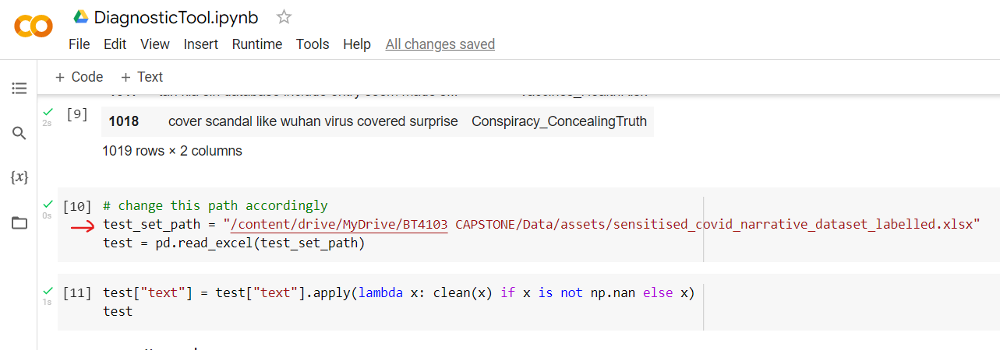 DiagnosticTool.ipynb
File Edit View Insert Runtime Tools Help All changes saved
+ Code + Text
[9]
2s
1018 cover scandal like wuhan virus covered surprise Conspiracy_ConcealingTruth
1019 rows × 2 columns
{x}
[10] # change this path accordingly
0s
test_set_path = "/content/drive/MyDrive/BT4103 CAPSTONE/Data/assets/sensitised_covid_narrative_dataset_labelled.xlsx"
test = pd.read_excel(test_set_path)
[11] test["text"] = test["text"].apply(lambda x: clean(x) if x is not np.nan else x)
1s
test